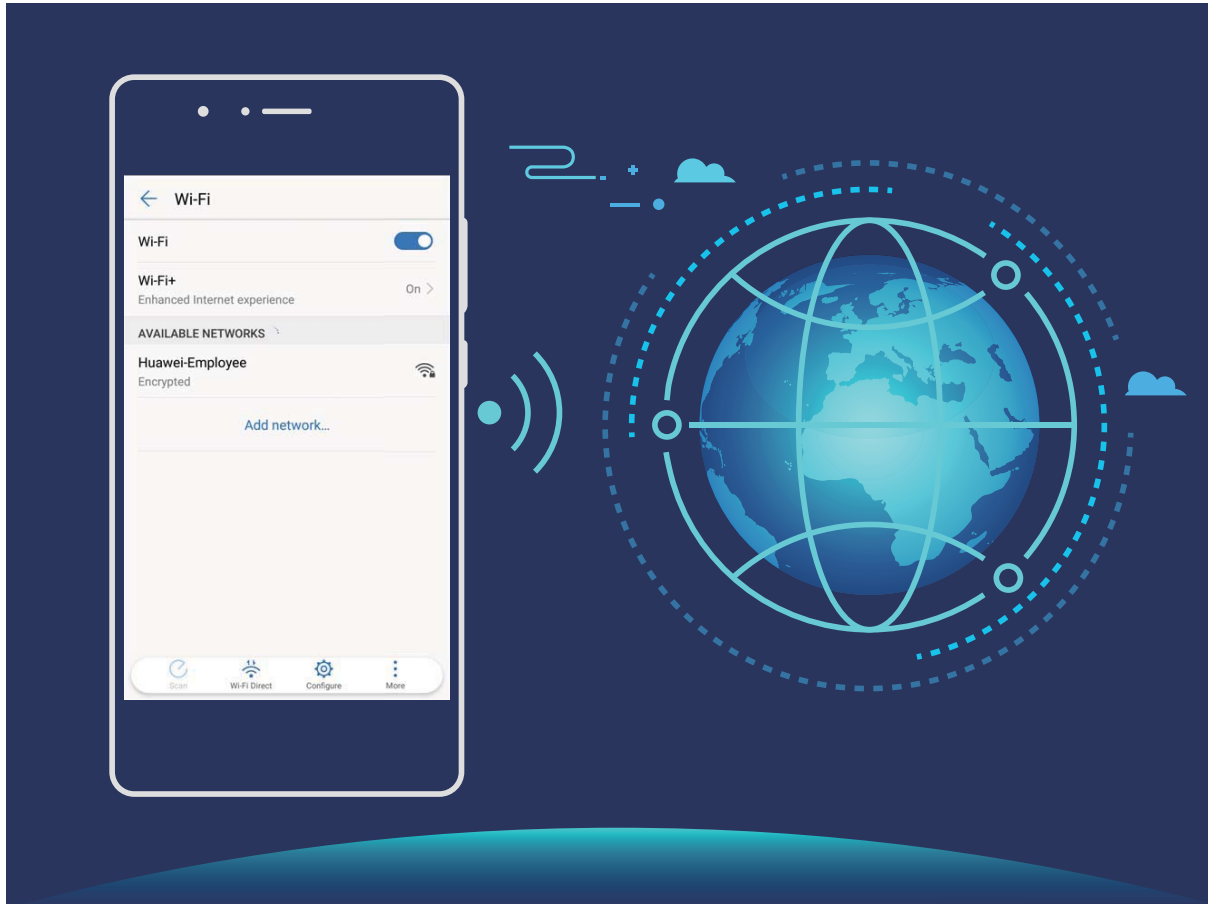 Wi-Fi
Wi-Fi
Wi-Fi+
Enhanced Internet experience
On
AVAILABLE NETWORKS
Huawei-Employee
Encrypted
Add network...
Scan
Wi-Fi Direct
Configure
More